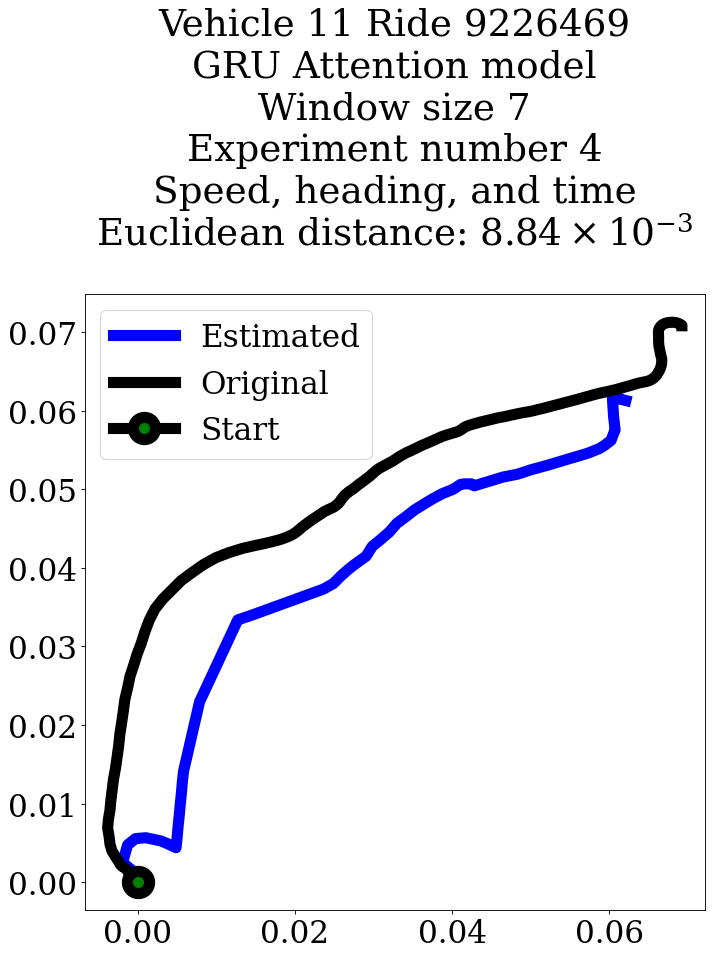 Vehicle 11 Ride 9226469
GRU Attention model
Window size 7
Experiment number 4
Speed, heading, and time
Euclidean distance: 8.84 × 10⁻³
Estimated
Original
Start
0.07
0.06
0.05
0.04
0.03
0.02
0.01
0.00
0.00 0.02 0.04 0.06